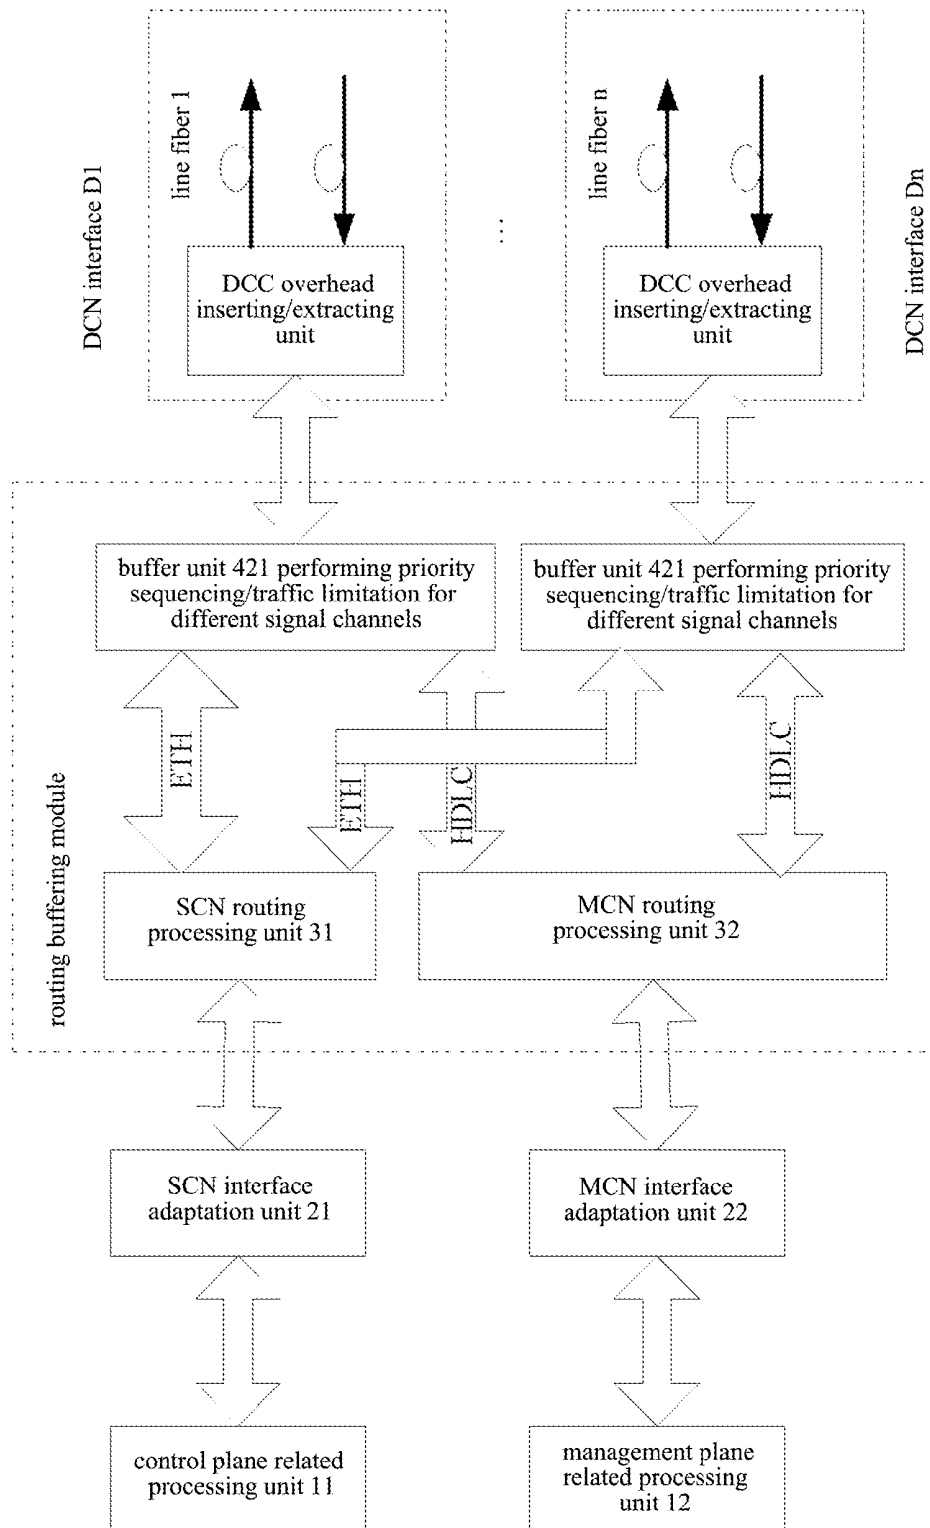 DCN interface D1
line fiber 1
DCC overhead
inserting/extracting
unit
...
line fiber n
DCC overhead
inserting/extracting
unit
DCN interface Dn
routing buffering module
buffer unit 421 performing priority
sequencing/traffic limitation for
different signal channels
buffer unit 421 performing priority
sequencing/traffic limitation for
different signal channels
ETH
ETH
HDLC
HDLC
SCN routing
processing unit 31
MCN routing
processing unit 32
SCN interface
adaptation unit 21
MCN interface
adaptation unit 22
control plane related
processing unit 11
management plane
related processing
unit 12